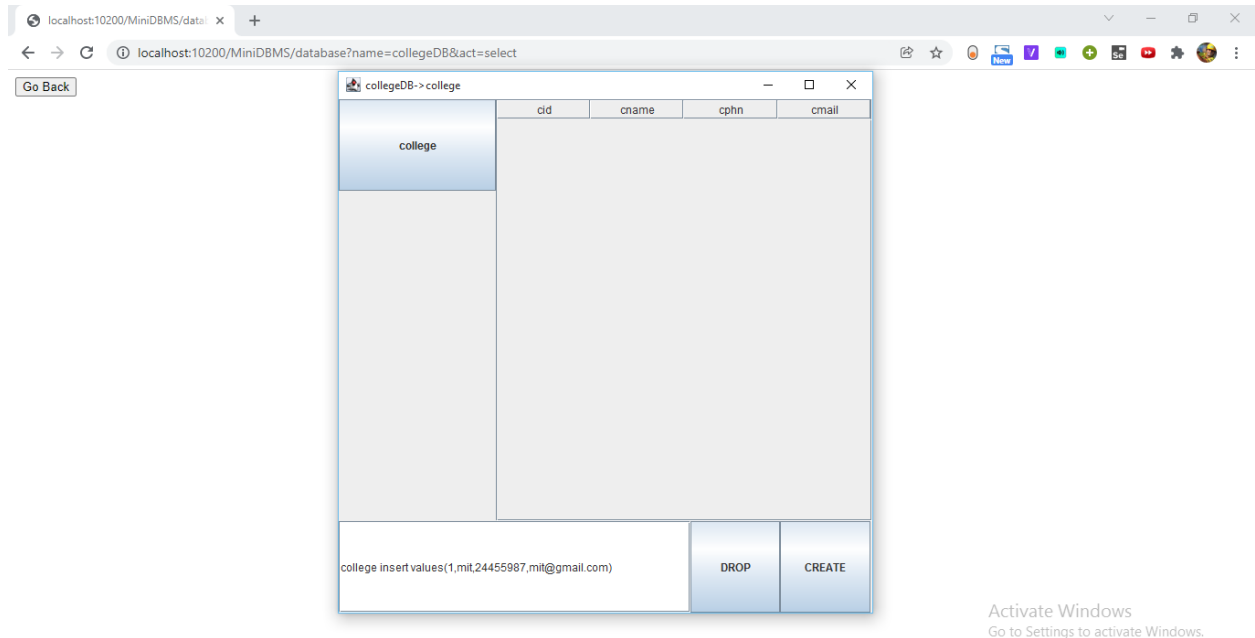 localhost:10200/MiniDBMS/datab
localhost:10200/MiniDBMS/database?name=collegeDB&act=select
New
Se
Go Back
collegeDB->college
cid cname cphn cmail
college
college insert values(1,mit,24455987,mit@gmail.com)
DROP
CREATE
Activate Windows
Go to Settings to activate Windows.